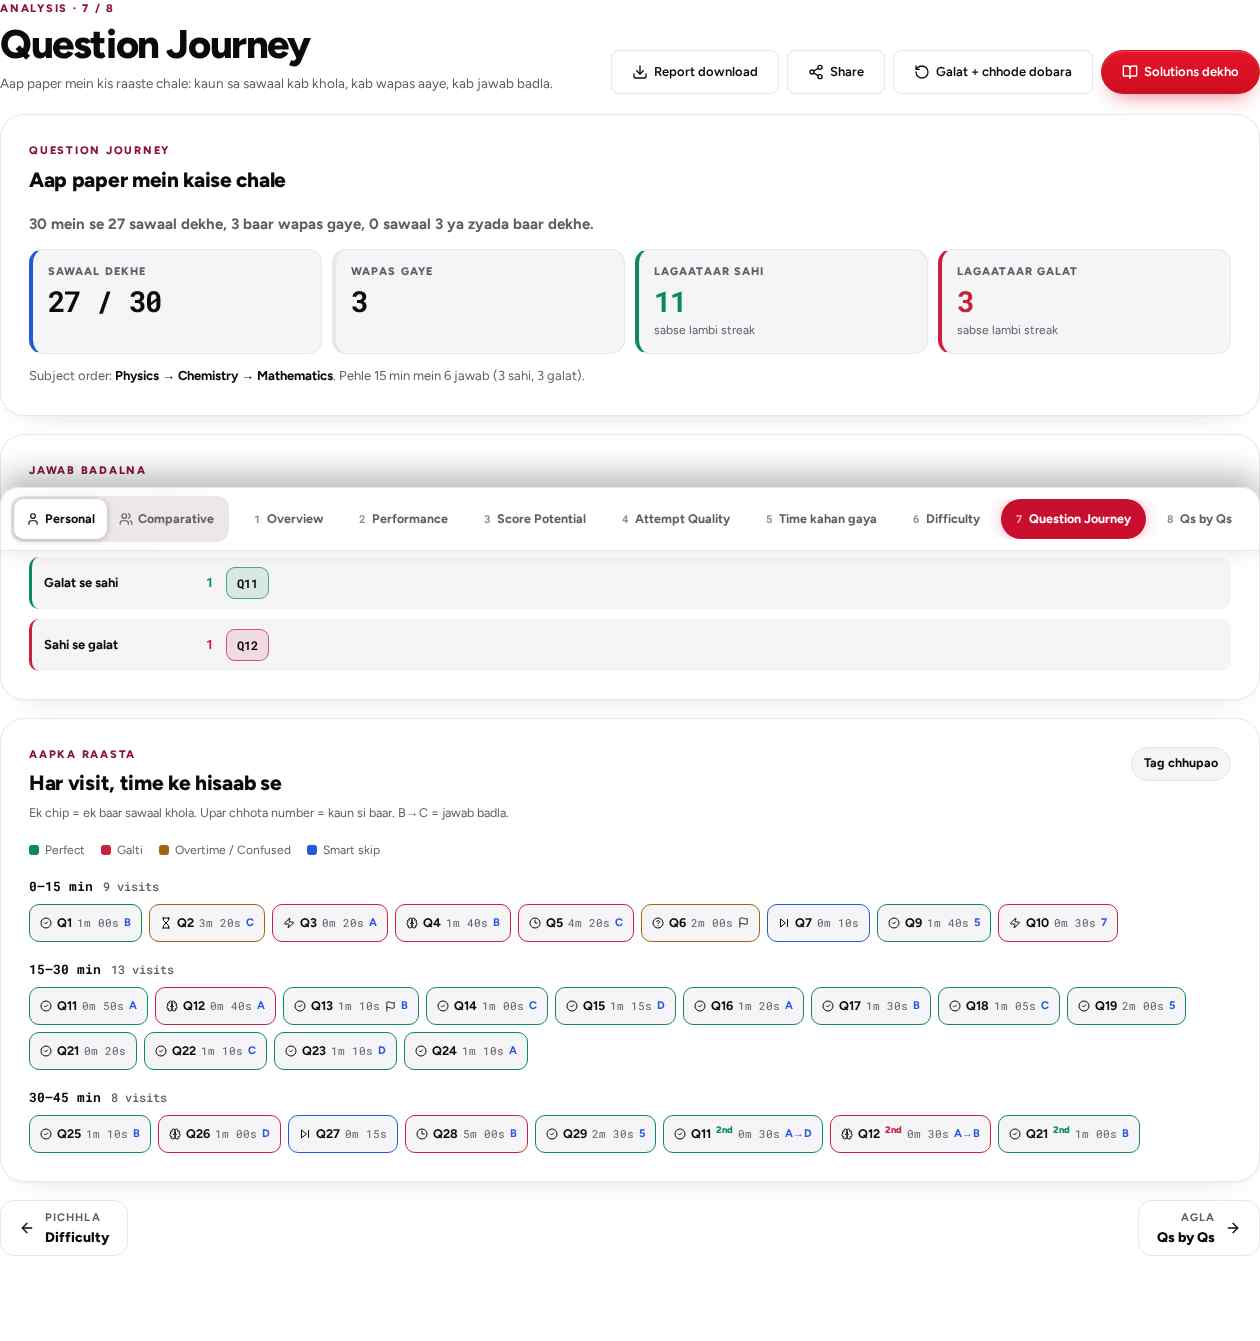 ANALYSIS · 7 / 8
Question Journey
Aap paper mein kis raaste chale: kaun sa sawaal kab khola, kab wapas aaye, kab jawab badla.
Report download
Share
Galat + chhode dobara
Solutions dekho
QUESTION JOURNEY
Aap paper mein kaise chale
30 mein se 27 sawaal dekhe, 3 baar wapas gaye, 0 sawaal 3 ya zyada baar dekhe.
SAWAAL DEKHE
27 / 30
WAPAS GAYE
3
LAGAATAAR SAHI
11
sabse lambi streak
LAGAATAAR GALAT
3
sabse lambi streak
Subject order: Physics → Chemistry → Mathematics. Pehle 15 min mein 6 jawab (3 sahi, 3 galat).
JAWAB BADALNA
Personal
Comparative
1 Overview
2 Performance
3 Score Potential
4 Attempt Quality
5 Time kahan gaya
6 Difficulty
7 Question Journey
8 Qs by Qs
Galat se sahi 1 Q11
Sahi se galat 1 Q12
AAPKA RAASTA
Har visit, time ke hisaab se
Tag chhupao
Ek chip = ek baar sawaal khola. Upar chhota number = kaun si baar. B→C = jawab badla.
Perfect
Galti
Overtime / Confused
Smart skip
0–15 min 9 visits
Q1 1m 00s B
Q2 3m 20s C
Q3 0m 20s A
Q4 1m 40s B
Q5 4m 20s C
Q6 2m 00s
Q7 0m 10s
Q9 1m 40s 5
Q10 0m 30s 7
15–30 min 13 visits
Q11 0m 50s A
Q12 0m 40s A
Q13 1m 10s B
Q14 1m 00s C
Q15 1m 15s D
Q16 1m 20s A
Q17 1m 30s B
Q18 1m 05s C
Q19 2m 00s 5
Q21 0m 20s
Q22 1m 10s C
Q23 1m 10s D
Q24 1m 10s A
30–45 min 8 visits
Q25 1m 10s B
Q26 1m 00s D
Q27 0m 15s
Q28 5m 00s B
Q29 2m 30s 5
Q11 2nd 0m 30s A→D
Q12 2nd 0m 30s A→B
Q21 2nd 1m 00s B
PICHHLA
Difficulty
AGLA
Qs by Qs